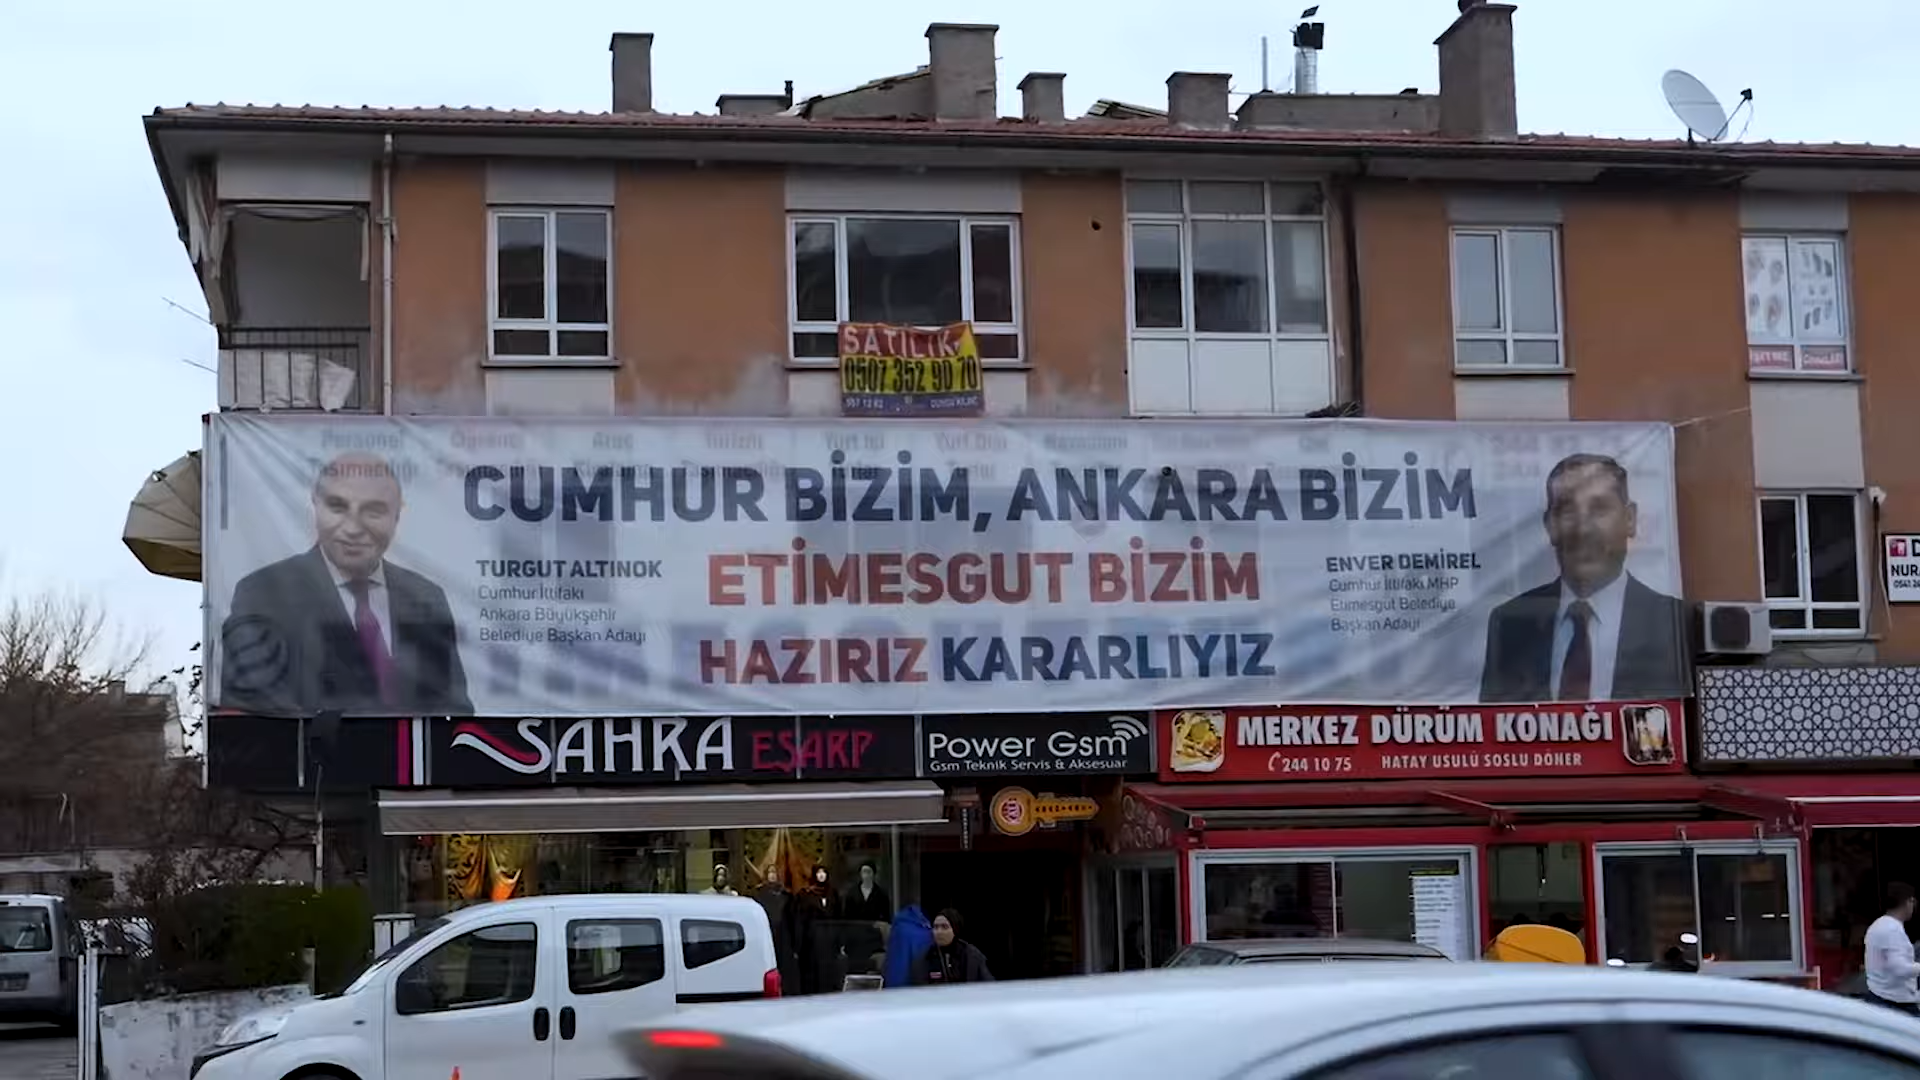 SATILIK
0507 352 90 70
CUMHUR BİZİM, ANKARA BİZİM
ETİMESGUT BİZİM
HAZIRIZ KARARLIYIZ
TURGUT ALTINOK
Cumhur İttifakı
Ankara Büyükşehir
Belediye Başkan Adayı
ENVER DEMİREL
Cumhur İttifakı MHP
Etimesgut Belediye
Başkan Adayı
SAHRA EŞARP
Power Gsm
Gsm Teknik Servis & Aksesuar
MERKEZ DÜRÜM KONAĞI
244 10 75 HATAY USULÜ SOSLU DÖNER